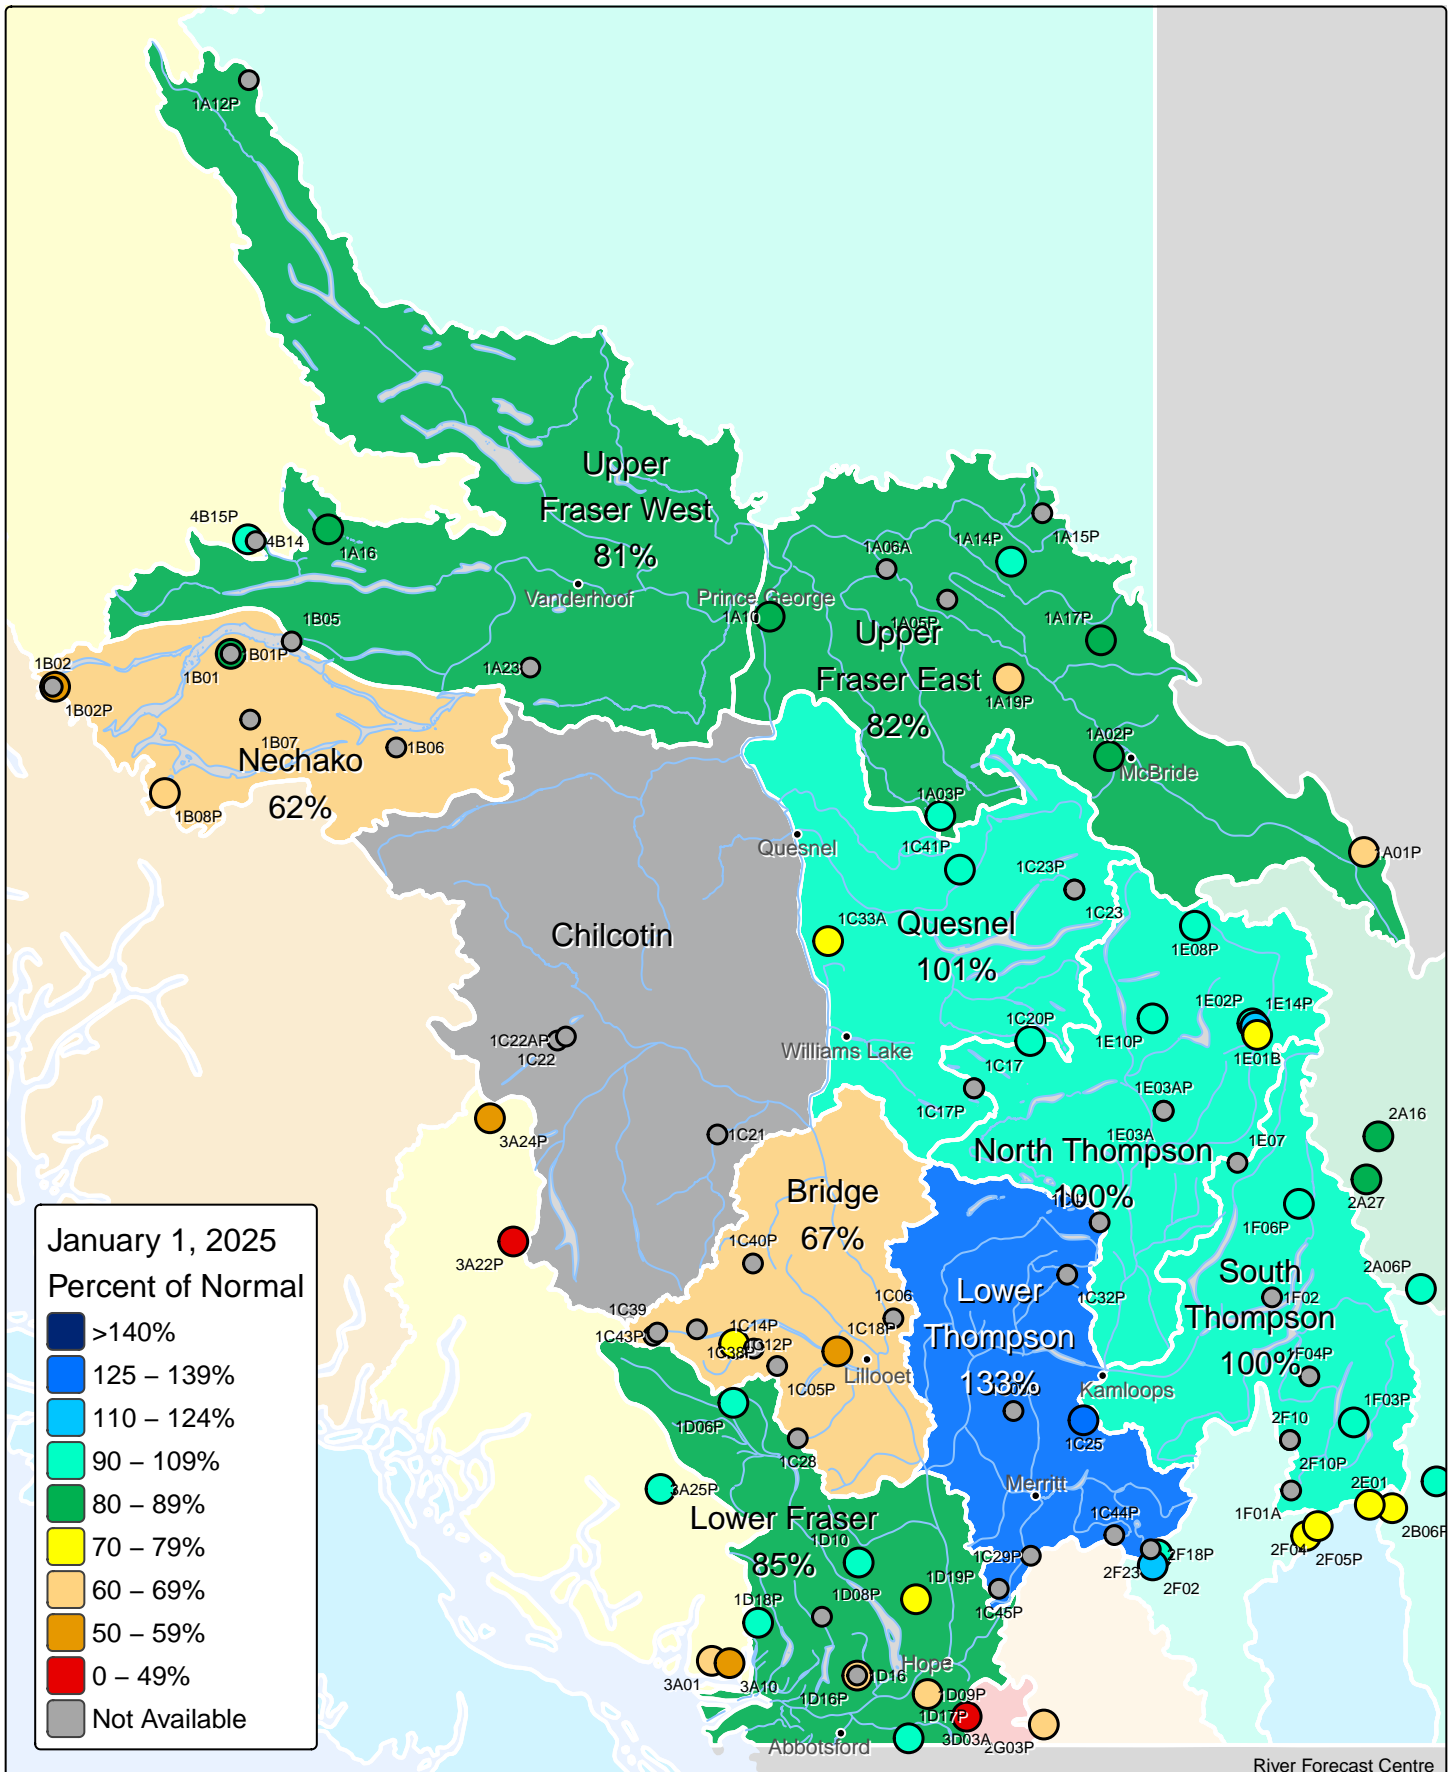 1A12P
Upper
Fraser West
81%
4B15P
4B14
1A16
Vanderhoof
1A15P
1A14P
1A06A
Prince George
1A10
1A05P
1A17P
Upper
Fraser East
82%
1A19P
1B05
1B01P
1B01
1B02
1B02P
1A23
1B07
1B06
Nechako
62%
1B08P
1A02P
McBride
1A03P
Quesnel
1C41P
1A01P
1C23P
1C23
1C33A
Quesnel
101%
Chilcotin
1E08P
1E02P
1E14P
1C20P
1E10P
1E01B
1C22AP
1C22
Williams Lake
1C17
1C17P
1E03AP
1E03A
3A24P
1C21
2A16
1E07
North Thompson
100%
2A27
1F06P
Bridge
67%
1C40P
3A22P
1C32P
South
Thompson
100%
1F02
2A06P
Lower
Thompson
133%
1C06
1C39
1C43P
1C14P
1C12P
1C38P
1C18P
1C05P
Lillooet
1F04P
Kamloops
1F03P
1D06P
1C25
1C28
2F10
2F10P
3A25P
Merritt
1F01A
2E01
2B06P
Lower Fraser
85%
1D10
1C44P
2F04
2F05P
1C29P
2F18P
2F23
2F02
1D19P
1D08P
1D18P
1C45P
Hope
3A01
3A10
1D16
1D16P
1D09P
1D17P
3D03A
2G03P
Abbotsford
January 1, 2025
Percent of Normal
>140%
125 – 139%
110 – 124%
90 – 109%
80 – 89%
70 – 79%
60 – 69%
50 – 59%
0 – 49%
Not Available
River Forecast Centre